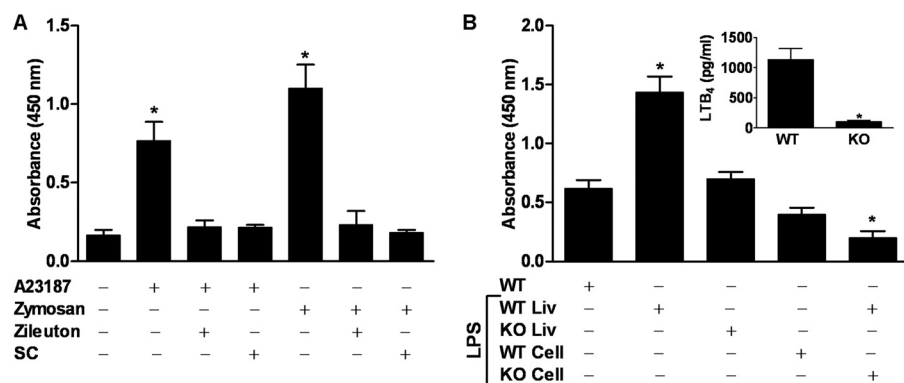 A
Absorbance (450 nm)
1.5
1.0
0.5
0.0
*
*
A23187 – + + + – – –
Zymosan – – – – + + +
Zileuton – – + – – + –
SC – – – + – – +
B
Absorbance (450 nm)
2.0
1.5
1.0
0.5
0.0
*
*
LTB4 (pg/ml)
1500
1000
500
0
*
WT KO
WT + – – – –
LPS
WT Liv – + – – +
KO Liv – – + – –
WT Cell – – – + –
KO Cell – – – – +